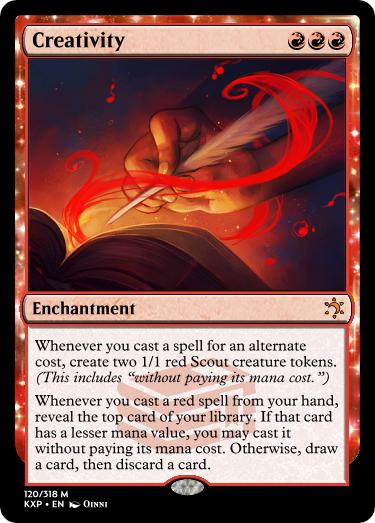 Creativity
Enchantment
Whenever you cast a spell for an alternate
cost, create two 1/1 red Scout creature tokens.
(This includes “without paying its mana cost.”)
Whenever you cast a red spell from your hand,
reveal the top card of your library. If that card
has a lesser mana value, you may cast it
without paying its mana cost. Otherwise, draw
a card, then discard a card.
120/318 M
KXP • EN Oinni